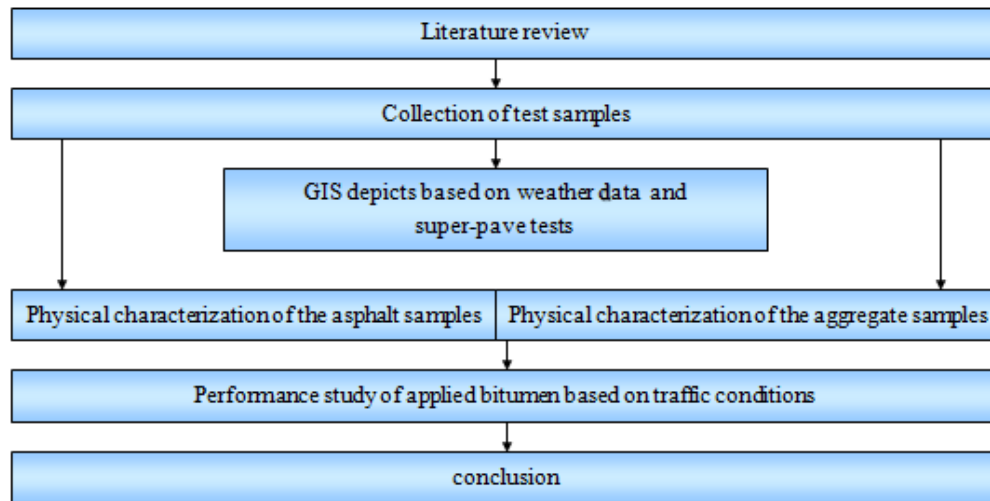 Literature review
Collection of test samples
GIS depicts based on weather data and
super-pave tests
Physical characterization of the asphalt samples
Physical characterization of the aggregate samples
Performance study of applied bitumen based on traffic conditions
conclusion